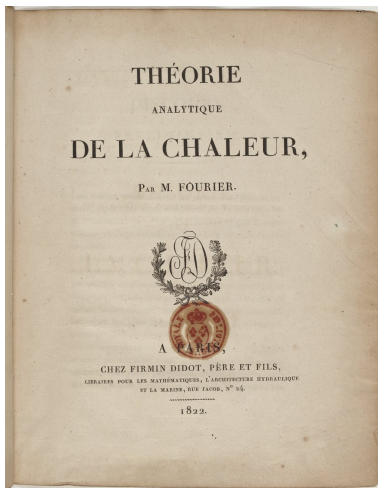 THÉORIE
ANALYTIQUE
DE LA CHALEUR,
PAR M. FOURIER.
FD
A PARIS,
CHEZ FIRMIN DIDOT, PÈRE ET FILS,
LIBRAIRES POUR LES MATHÉMATIQUES, L'ARCHITECTURE HYDRAULIQUE
ET LA MARINE, RUE JACOB, N° 24.
1822.